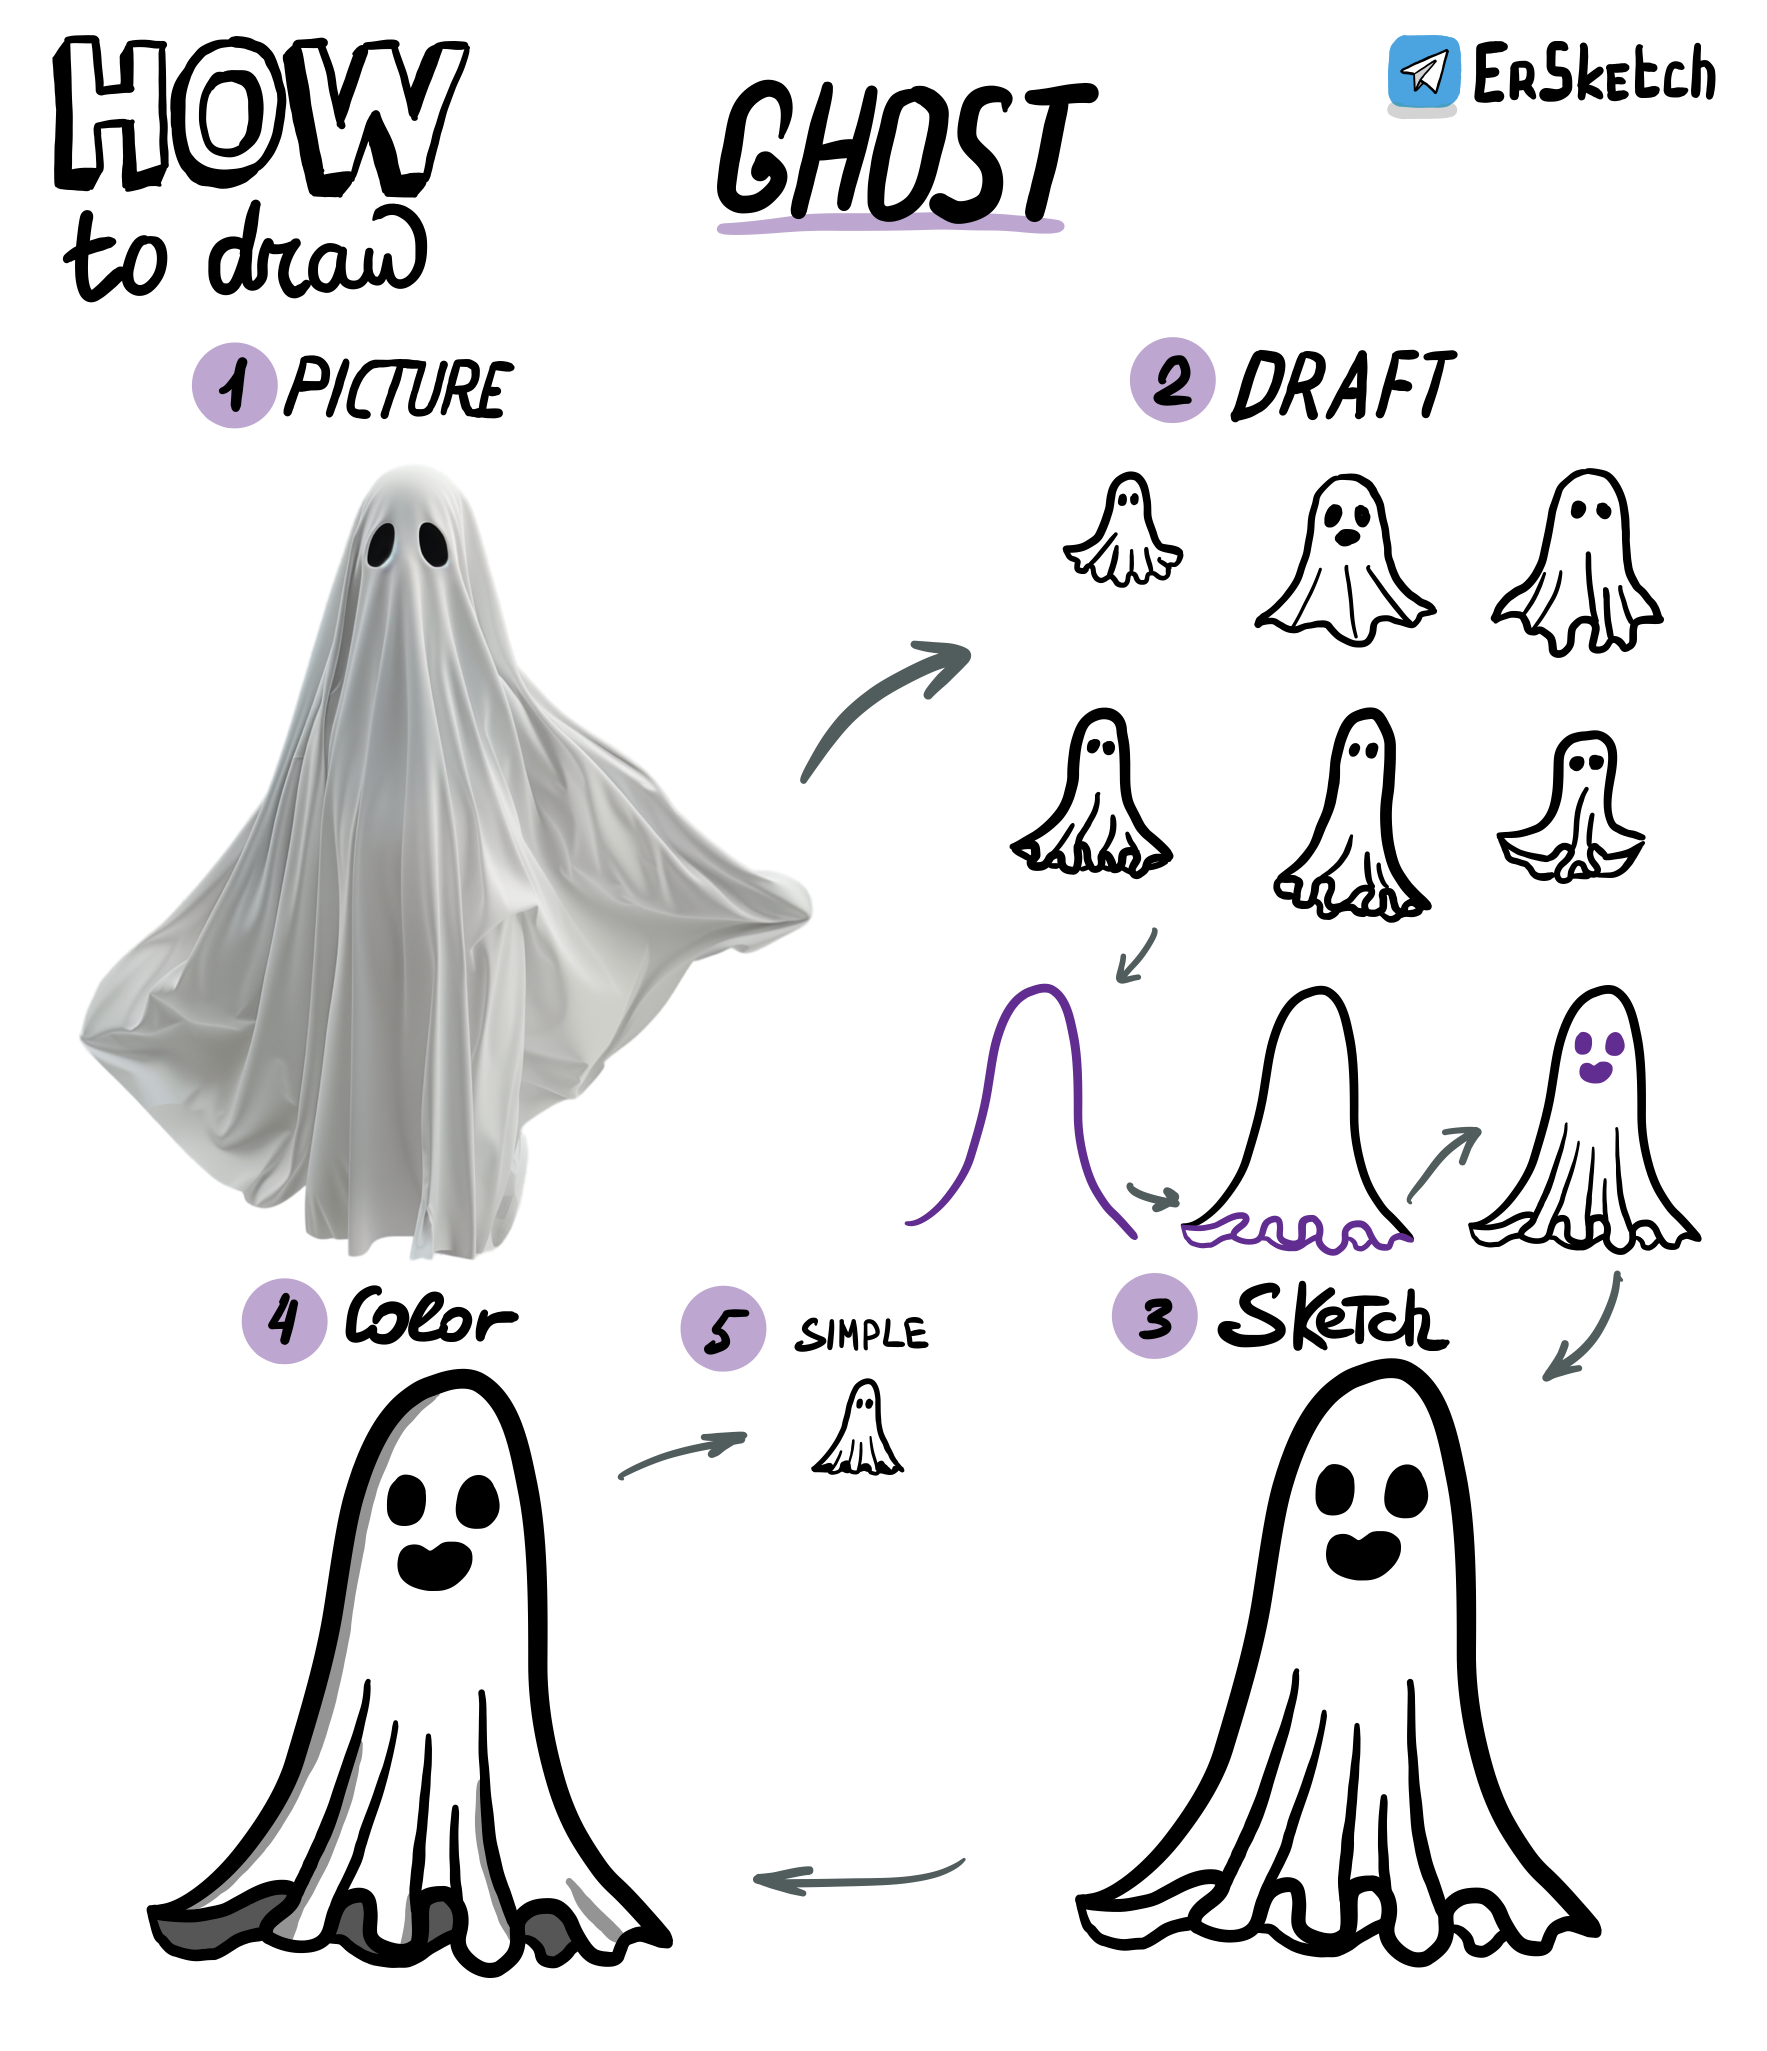 HOW
to draw
GHOST
ErSketch
1 PICTURE
2 DRAFT
4 Color
5 SIMPLE
3 SKetch